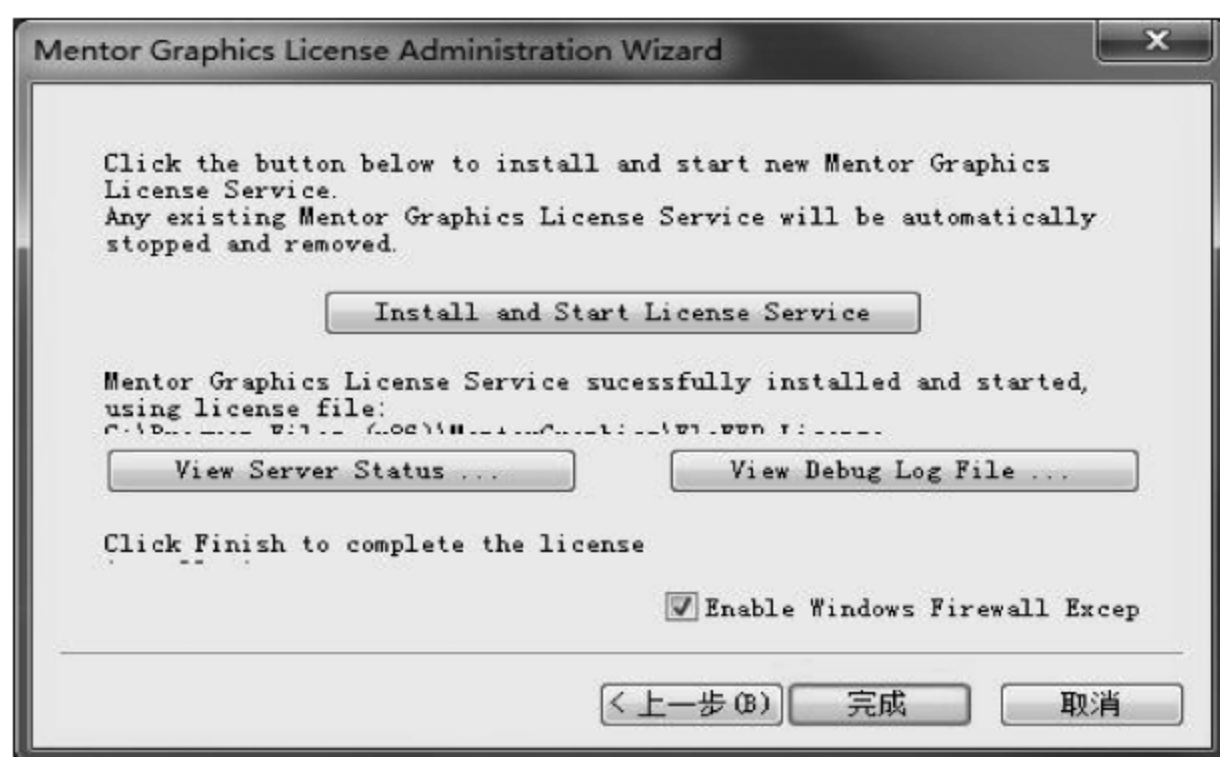 Mentor Graphics License Administration Wizard
Click the button below to install and start new Mentor Graphics
License Service.
Any existing Mentor Graphics License Service will be automatically
stopped and removed.
Install and Start License Service
Mentor Graphics License Service sucessfully installed and started,
using license file:
View Server Status ...
View Debug Log File ...
Click Finish to complete the license
Enable Windows Firewall Excep
< 上一步(B)
完成
取消